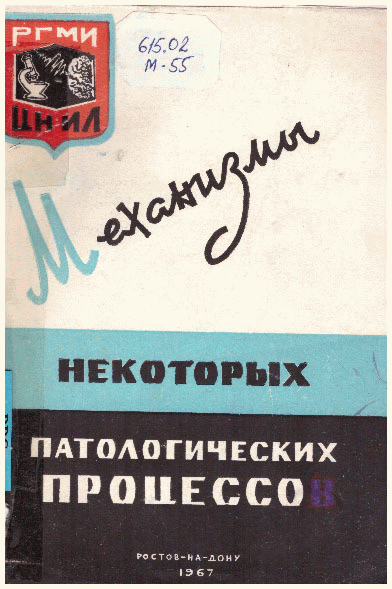 РГМИ
ЦНИЛ
615.02
М-55
Механизмы
НЕКОТОРЫХ
ПАТОЛОГИЧЕСКИХ
ПРОЦЕССОВ
РОСТОВ-НА-ДОНУ
1967